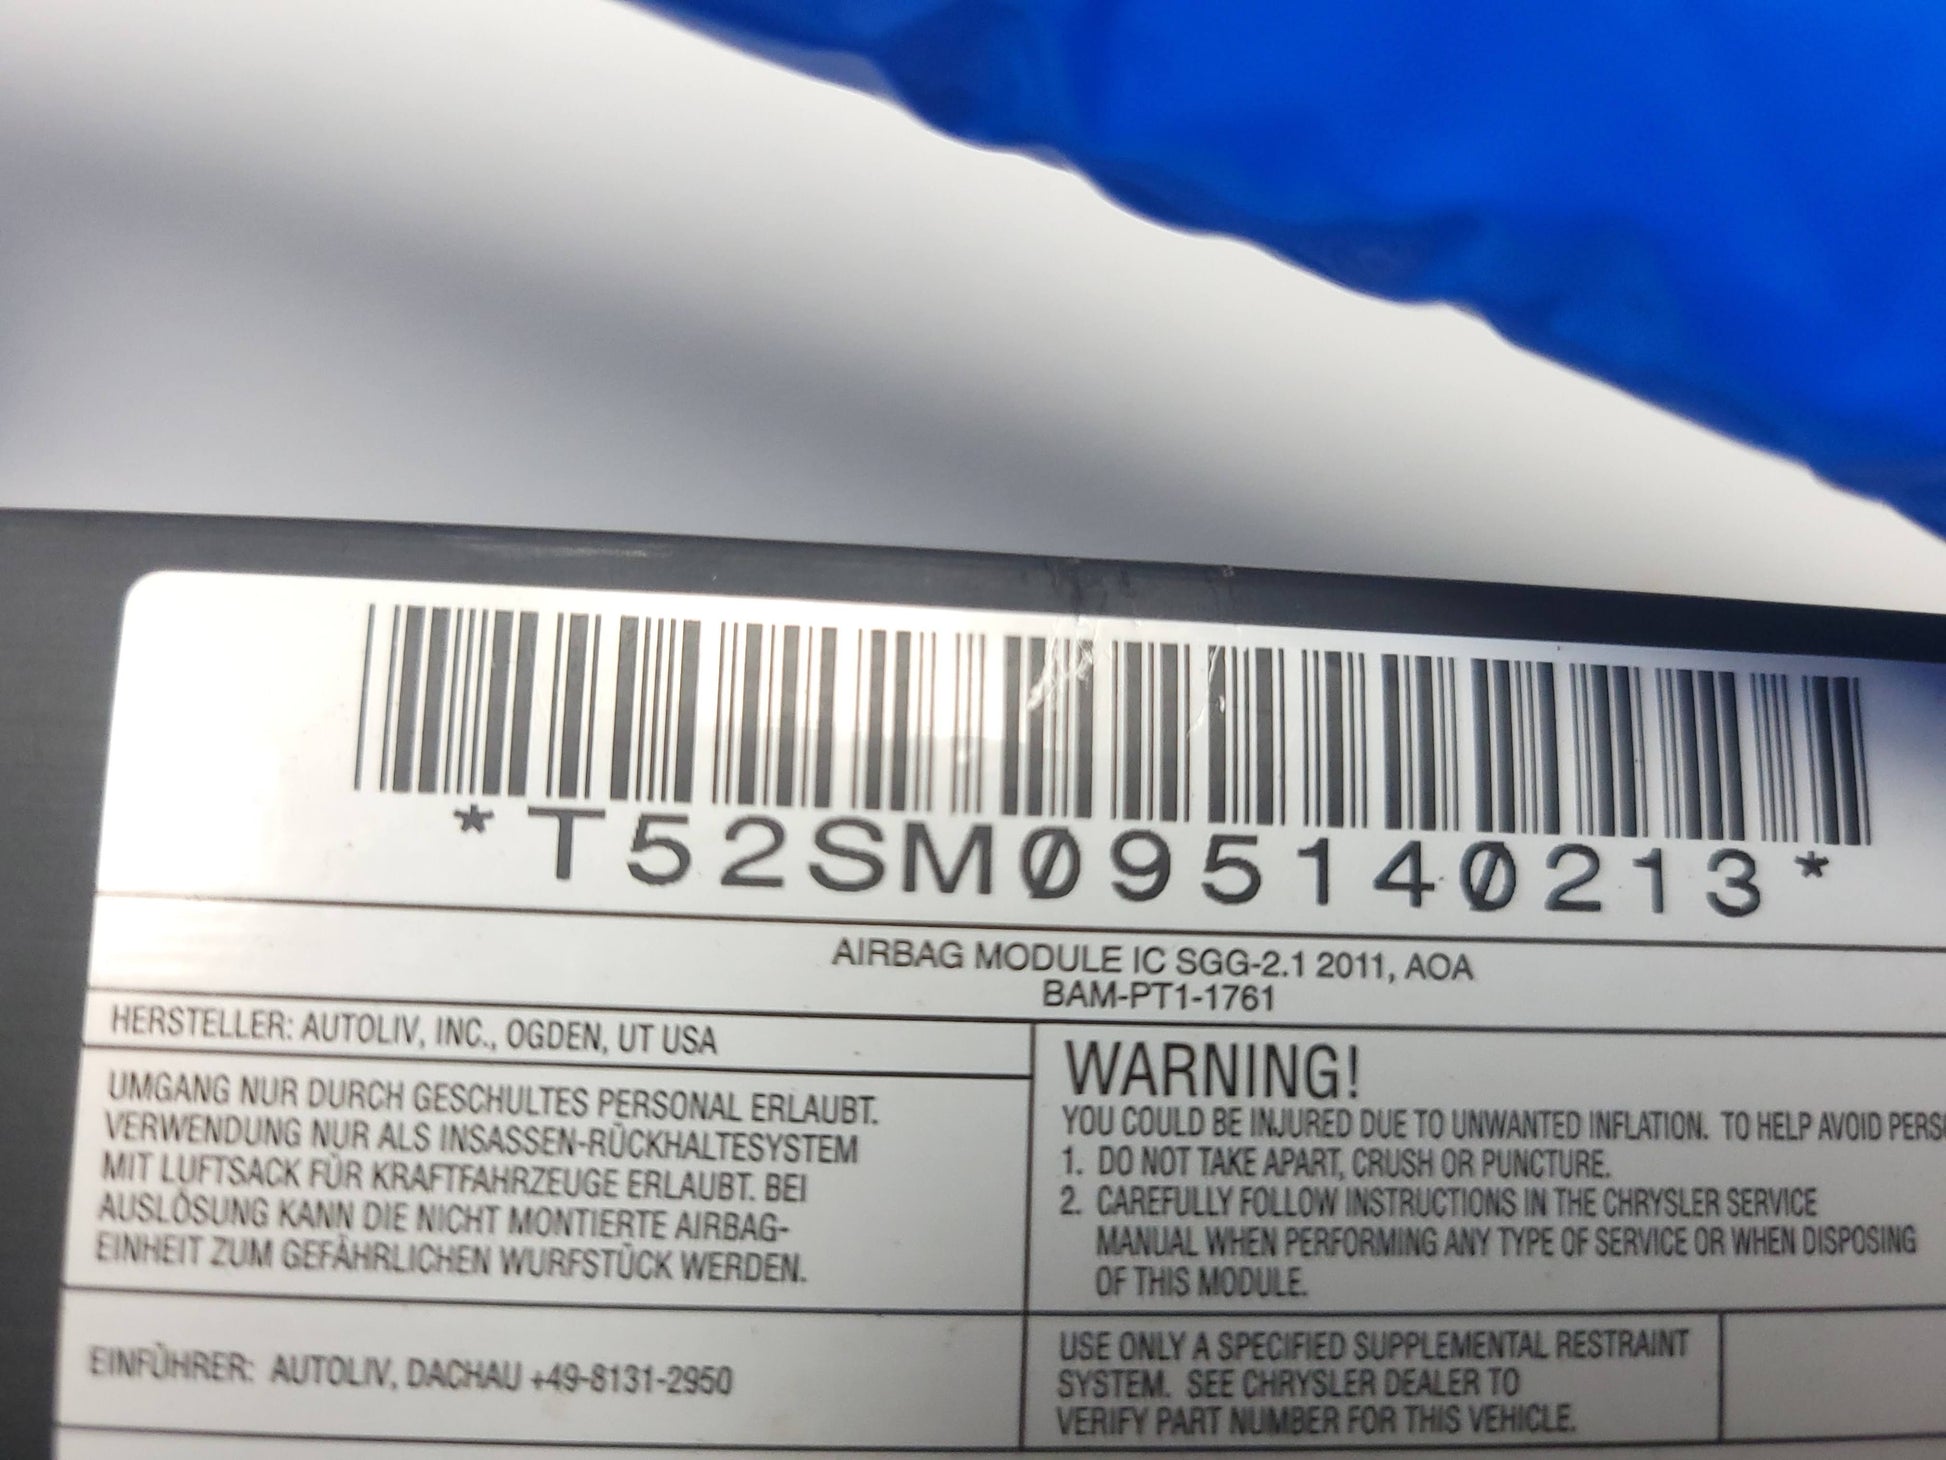 *T52SM095140213*
AIRBAG MODULE IC SGG-2.1 2011, AOA
BAM-PT1-1761
HERSTELLER: AUTOLIV, INC., OGDEN, UT USA
UMGANG NUR DURCH GESCHULTES PERSONAL ERLAUBT.
VERWENDUNG NUR ALS INSASSEN-RÜCKHALTESYSTEM
MIT LUFTSACK FÜR KRAFTFAHRZEUGE ERLAUBT. BEI
AUSLÖSUNG KANN DIE NICHT MONTIERTE AIRBAG-
EINHEIT ZUM GEFÄHRLICHEN WURFSTÜCK WERDEN.
EINFÜHRER: AUTOLIV, DACHAU +49-8131-2950
WARNING!
YOU COULD BE INJURED DUE TO UNWANTED INFLATION. TO HELP AVOID
1. DO NOT TAKE APART, CRUSH OR PUNCTURE.
2. CAREFULLY FOLLOW INSTRUCTIONS IN THE CHRYSLER SERVICE
MANUAL WHEN PERFORMING ANY TYPE OF SERVICE OR WHEN DISPOSING
OF THIS MODULE.
USE ONLY A SPECIFIED SUPPLEMENTAL RESTRAINT
SYSTEM. SEE CHRYSLER DEALER TO
VERIFY PART NUMBER FOR THIS VEHICLE.